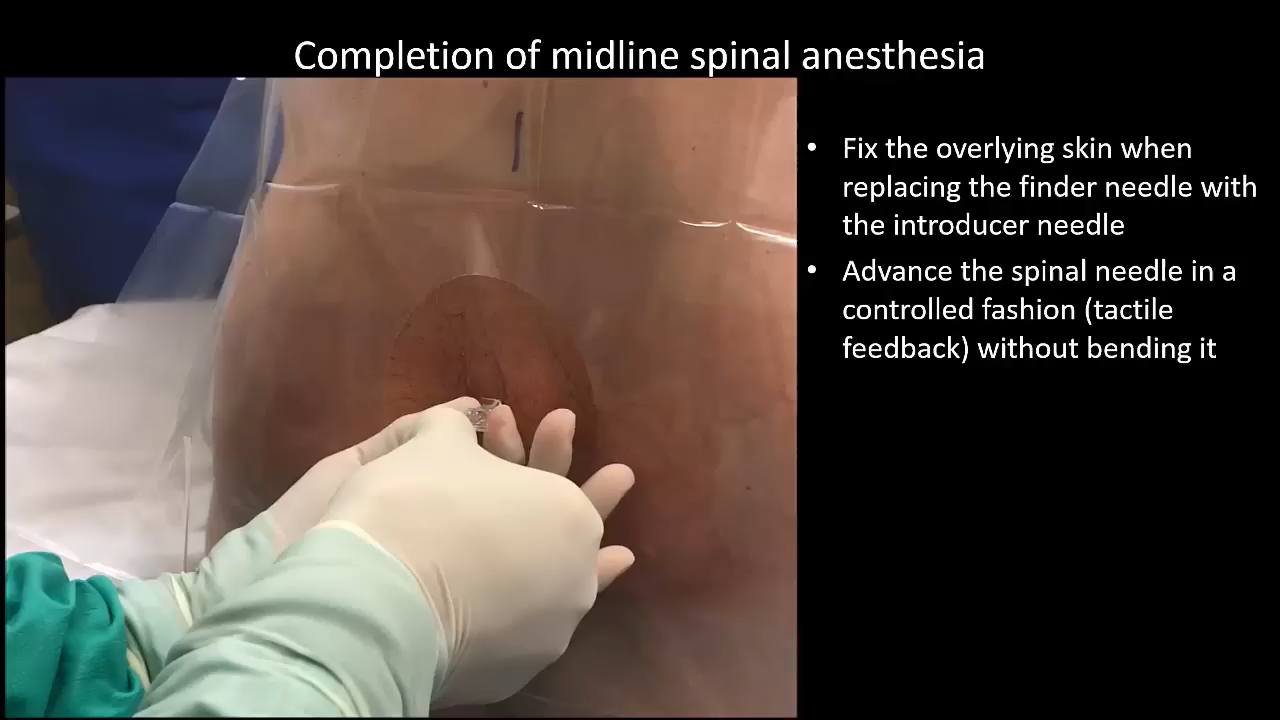 Completion of midline spinal anesthesia
• Fix the overlying skin when
replacing the finder needle with
the introducer needle
• Advance the spinal needle in a
controlled fashion (tactile
feedback) without bending it